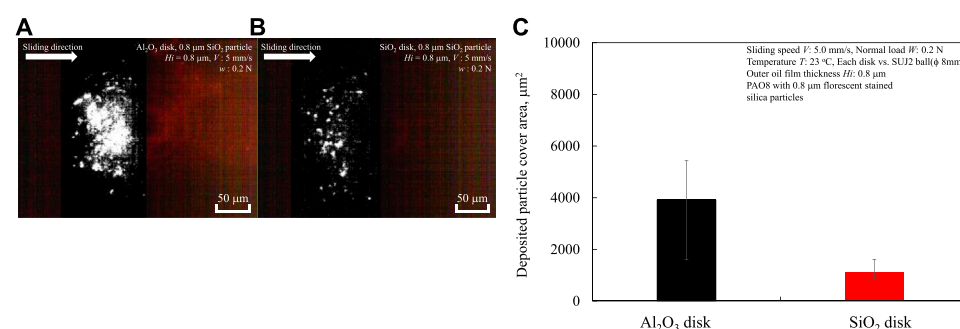 A
Sliding direction
Al₂O₃ disk, 0.8 μm SiO₂ particle
Hi = 0.8 μm, V : 5 mm/s
w : 0.2 N
50 μm
B
Sliding direction
SiO₂ disk, 0.8 μm SiO₂ particle
Hi = 0.8 μm, V : 5 mm/s
w : 0.2 N
50 μm
C
Deposited particle cover area, μm²
10000
8000
6000
4000
2000
0
Sliding speed V: 5.0 mm/s, Normal load W: 0.2 N
Temperature T: 23 °C, Each disk vs. SUJ2 ball(ϕ 8mm
Outer oil film thickness Hi: 0.8 μm
PAO8 with 0.8 μm florescent stained
silica particles
Al₂O₃ disk
SiO₂ disk